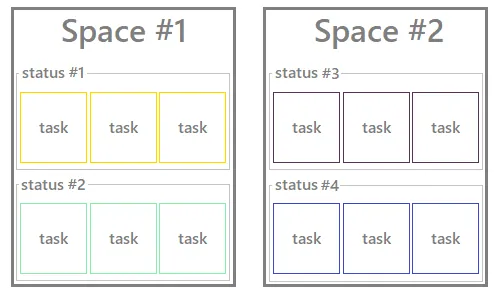 Space #1
status #1
task task task
status #2
task task task
Space #2
status #3
task task task
status #4
task task task